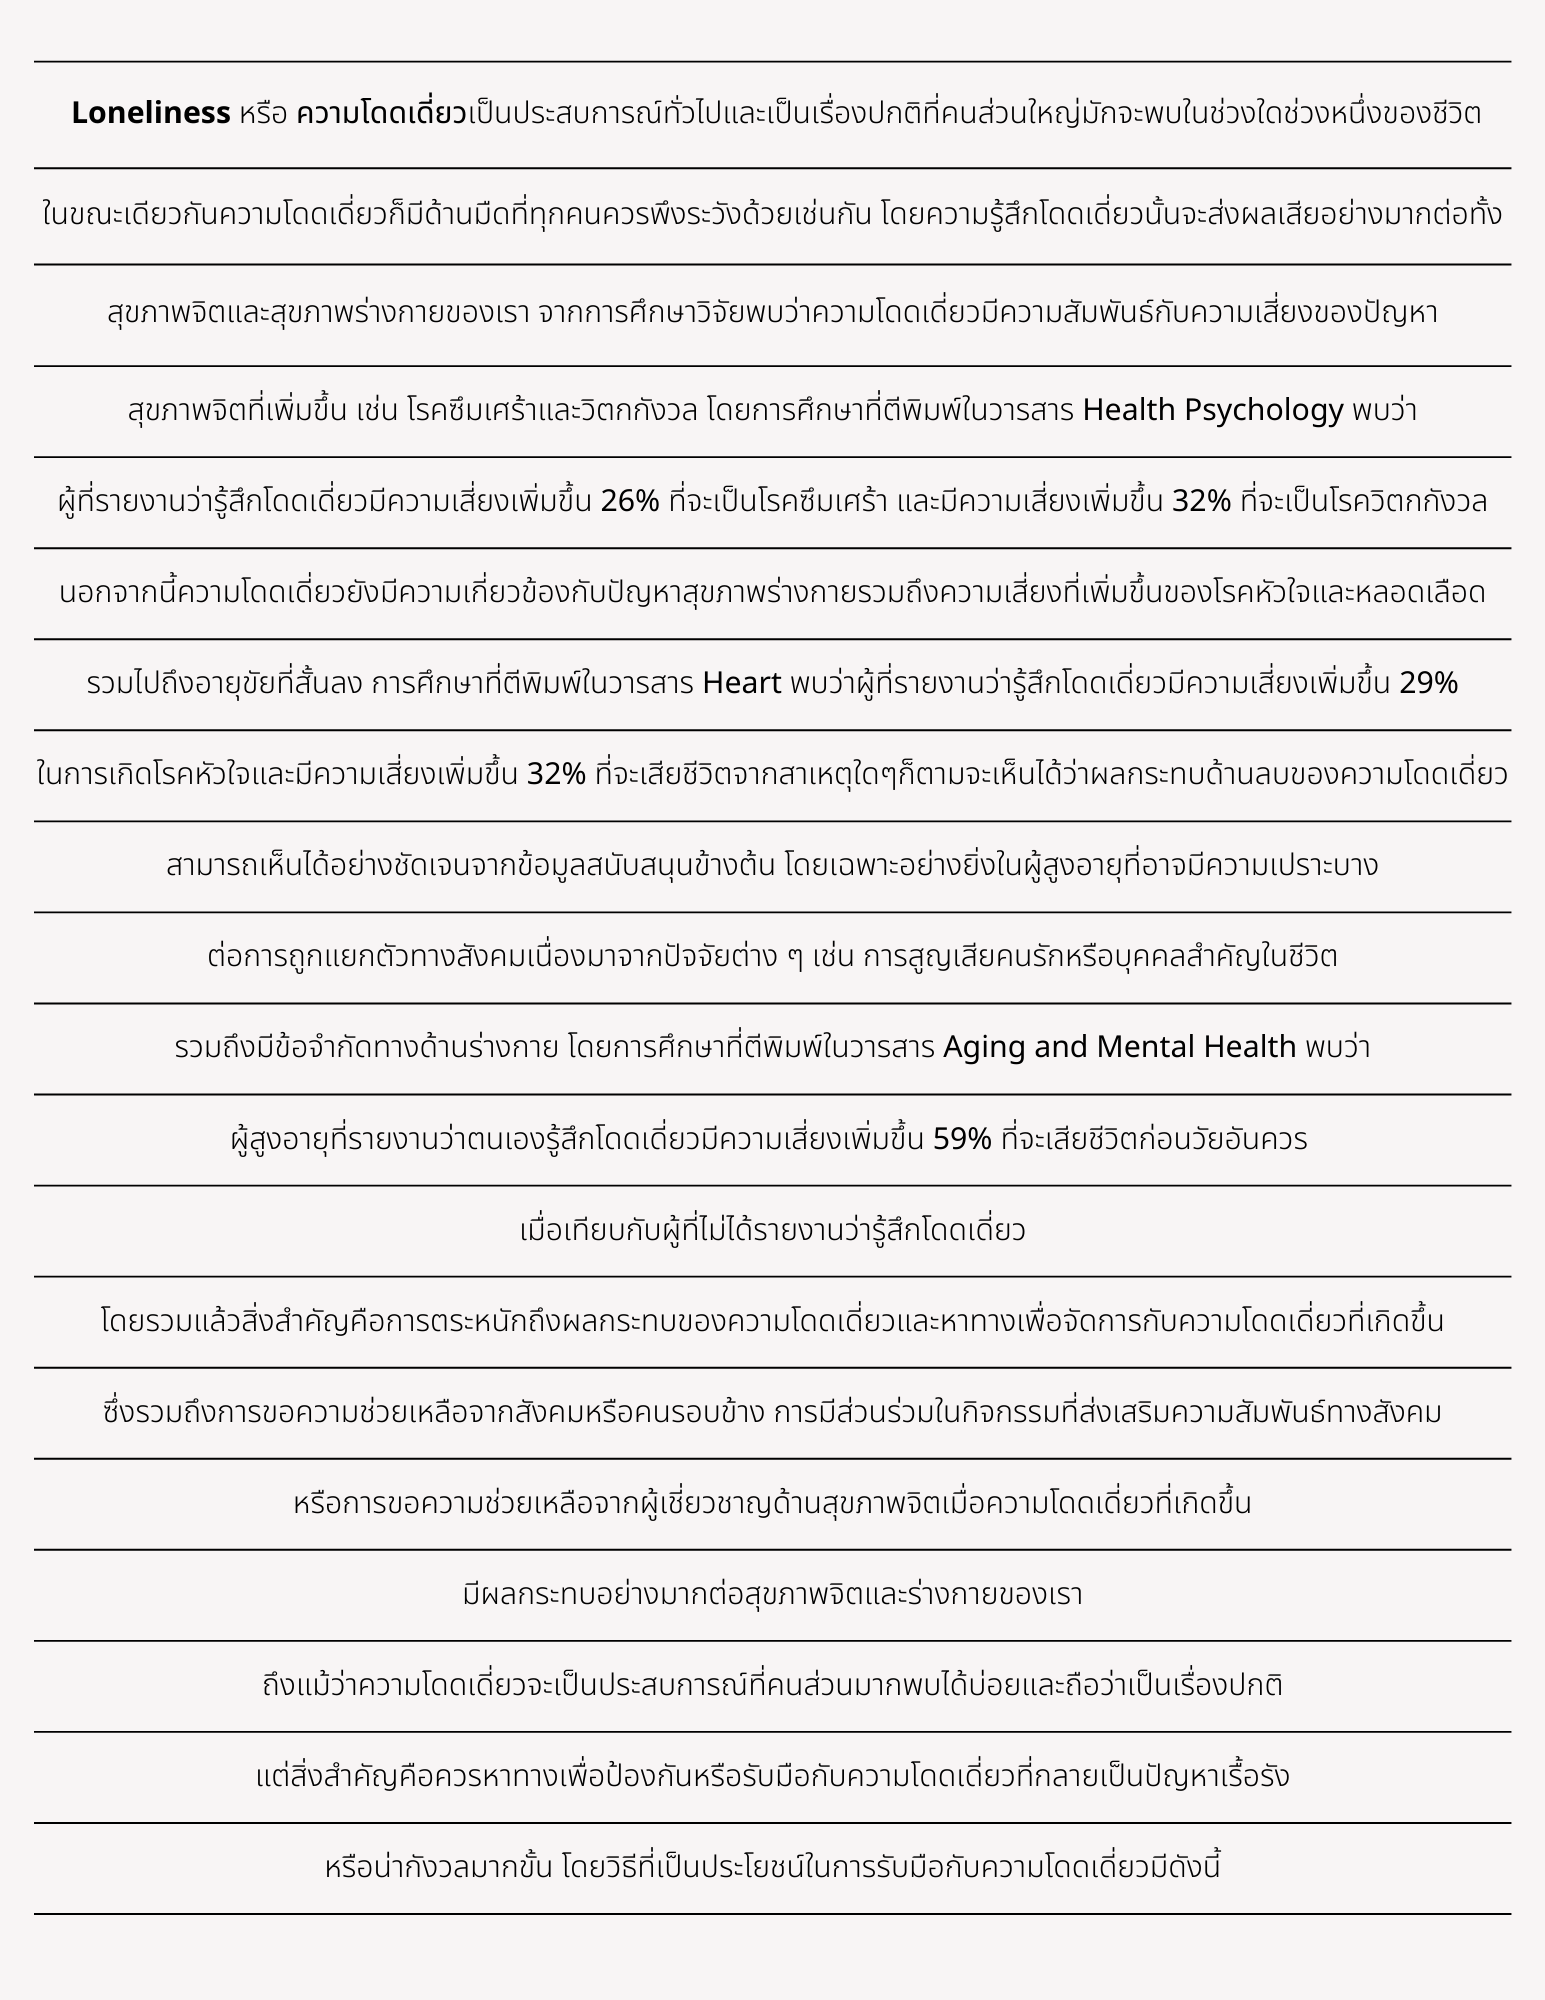 Loneliness หรือ ความโดดเดี่ยวเป็นประสบการณ์ทั่วไปและเป็นเรื่องปกติที่คนส่วนใหญ่มักจะพบในช่วงใดช่วงหนึ่งของชีวิต
ในขณะเดียวกันความโดดเดี่ยวก็มีด้านมืดที่ทุกคนควรพึงระวังด้วยเช่นกัน โดยความรู้สึกโดดเดี่ยวนั้นจะส่งผลเสียอย่างมากต่อทั้ง
สุขภาพจิตและสุขภาพร่างกายของเรา จากการศึกษาวิจัยพบว่าความโดดเดี่ยวมีความสัมพันธ์กับความเสี่ยงของปัญหา
สุขภาพจิตที่เพิ่มขึ้น เช่น โรคซึมเศร้าและวิตกกังวล โดยการศึกษาที่ตีพิมพ์ในวารสาร Health Psychology พบว่า
ผู้ที่รายงานว่ารู้สึกโดดเดี่ยวมีความเสี่ยงเพิ่มขึ้น 26% ที่จะเป็นโรคซึมเศร้า และมีความเสี่ยงเพิ่มขึ้น 32% ที่จะเป็นโรควิตกกังวล
นอกจากนี้ความโดดเดี่ยวยังมีความเกี่ยวข้องกับปัญหาสุขภาพร่างกายรวมถึงความเสี่ยงที่เพิ่มขึ้นของโรคหัวใจและหลอดเลือด
รวมไปถึงอายุขัยที่สั้นลง การศึกษาที่ตีพิมพ์ในวารสาร Heart พบว่าผู้ที่รายงานว่ารู้สึกโดดเดี่ยวมีความเสี่ยงเพิ่มขึ้น 29%
ในการเกิดโรคหัวใจและมีความเสี่ยงเพิ่มขึ้น 32% ที่จะเสียชีวิตจากสาเหตุใดๆก็ตามจะเห็นได้ว่าผลกระทบด้านลบของความโดดเดี่ยว
สามารถเห็นได้อย่างชัดเจนจากข้อมูลสนับสนุนข้างต้น โดยเฉพาะอย่างยิ่งในผู้สูงอายุที่อาจมีความเปราะบาง
ต่อการถูกแยกตัวทางสังคมเนื่องมาจากปัจจัยต่าง ๆ เช่น การสูญเสียคนรักหรือบุคคลสำคัญในชีวิต
รวมถึงมีข้อจำกัดทางด้านร่างกาย โดยการศึกษาที่ตีพิมพ์ในวารสาร Aging and Mental Health พบว่า
ผู้สูงอายุที่รายงานว่าตนเองรู้สึกโดดเดี่ยวมีความเสี่ยงเพิ่มขึ้น 59% ที่จะเสียชีวิตก่อนวัยอันควร
เมื่อเทียบกับผู้ที่ไม่ได้รายงานว่ารู้สึกโดดเดี่ยว
โดยรวมแล้วสิ่งสำคัญคือการตระหนักถึงผลกระทบของความโดดเดี่ยวและหาทางเพื่อจัดการกับความโดดเดี่ยวที่เกิดขึ้น
ซึ่งรวมถึงการขอความช่วยเหลือจากสังคมหรือคนรอบข้าง การมีส่วนร่วมในกิจกรรมที่ส่งเสริมความสัมพันธ์ทางสังคม
หรือการขอความช่วยเหลือจากผู้เชี่ยวชาญด้านสุขภาพจิตเมื่อความโดดเดี่ยวที่เกิดขึ้น
มีผลกระทบอย่างมากต่อสุขภาพจิตและร่างกายของเรา
ถึงแม้ว่าความโดดเดี่ยวจะเป็นประสบการณ์ที่คนส่วนมากพบได้บ่อยและถือว่าเป็นเรื่องปกติ
แต่สิ่งสำคัญคือควรหาทางเพื่อป้องกันหรือรับมือกับความโดดเดี่ยวที่กลายเป็นปัญหาเรื้อรัง
หรือน่ากังวลมากขั้น โดยวิธีที่เป็นประโยชน์ในการรับมือกับความโดดเดี่ยวมีดังนี้